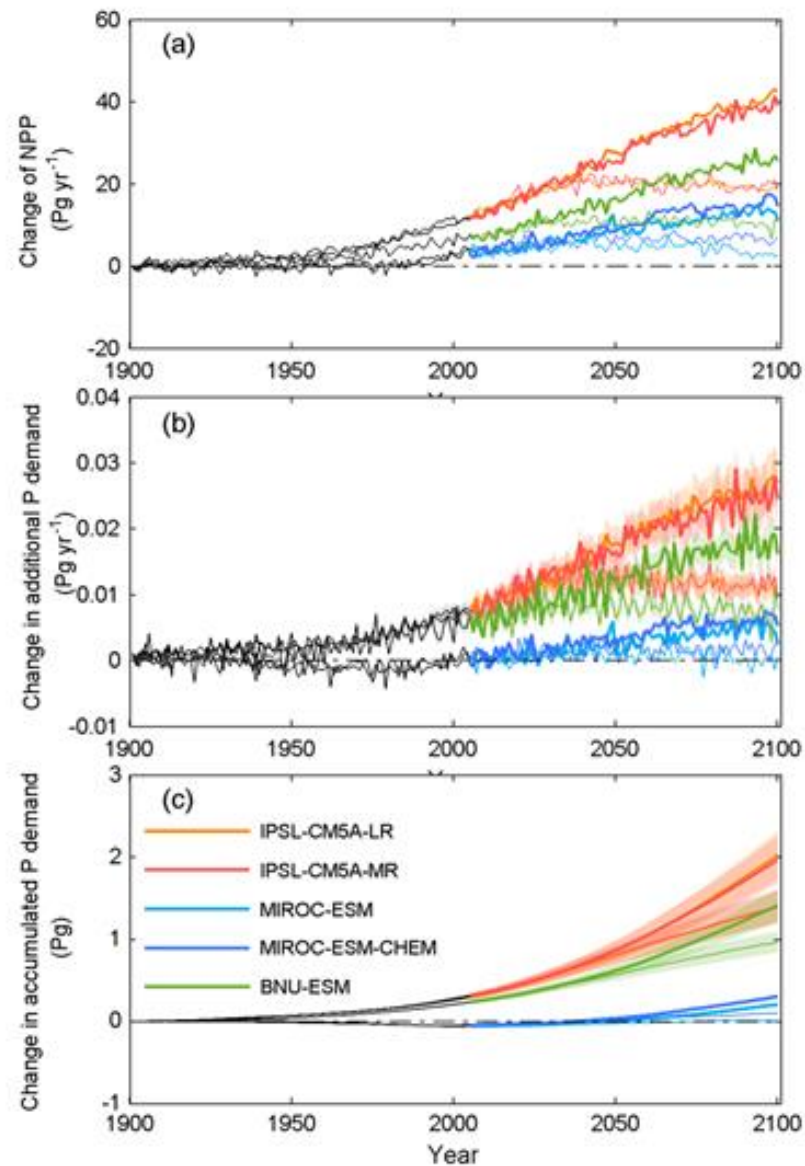 (a)
Change of NPP
(Pg yr-1)
60
40
20
0
-20
1900
1950
2000
2050
2100
(b)
Change in additional P demand
(Pg yr-1)
0.04
0.03
0.02
0.01
0
-0.01
1900
1950
2000
2050
2100
(c)
Change in accumulated P demand
(Pg)
3
2
1
0
-1
IPSL-CM5A-LR
IPSL-CM5A-MR
MIROC-ESM
MIROC-ESM-CHEM
BNU-ESM
1900
1950
2000
2050
2100
Year